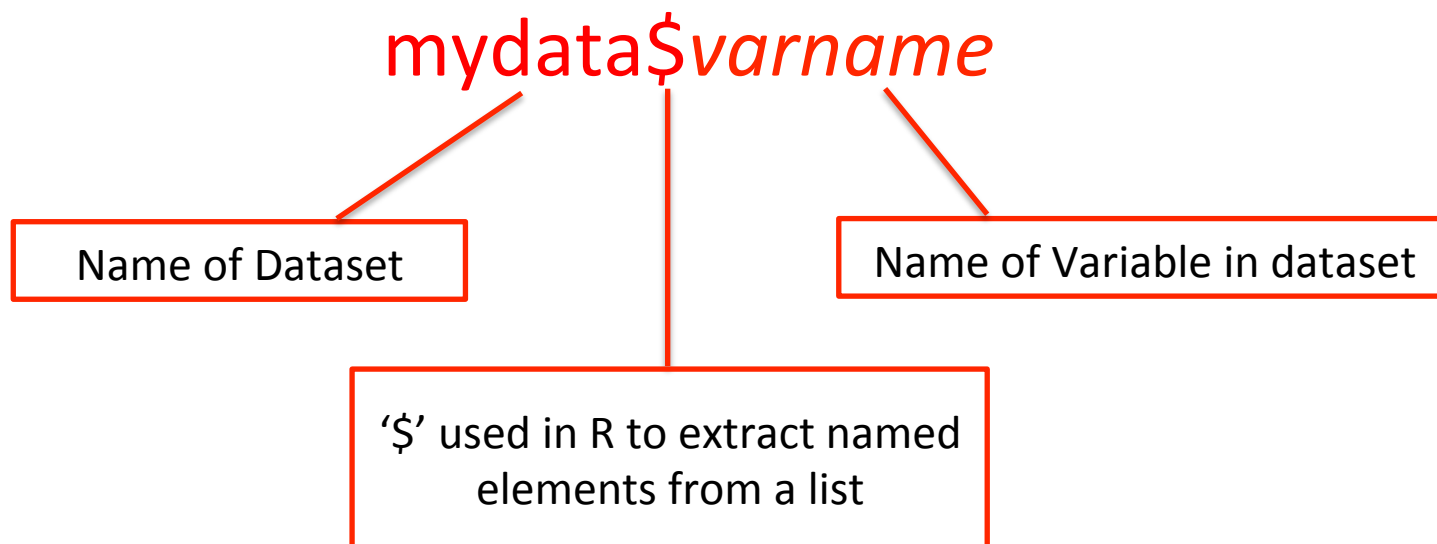 mydata$varname
Name of Dataset
Name of Variable in dataset
‘$’ used in R to extract named
elements from a list